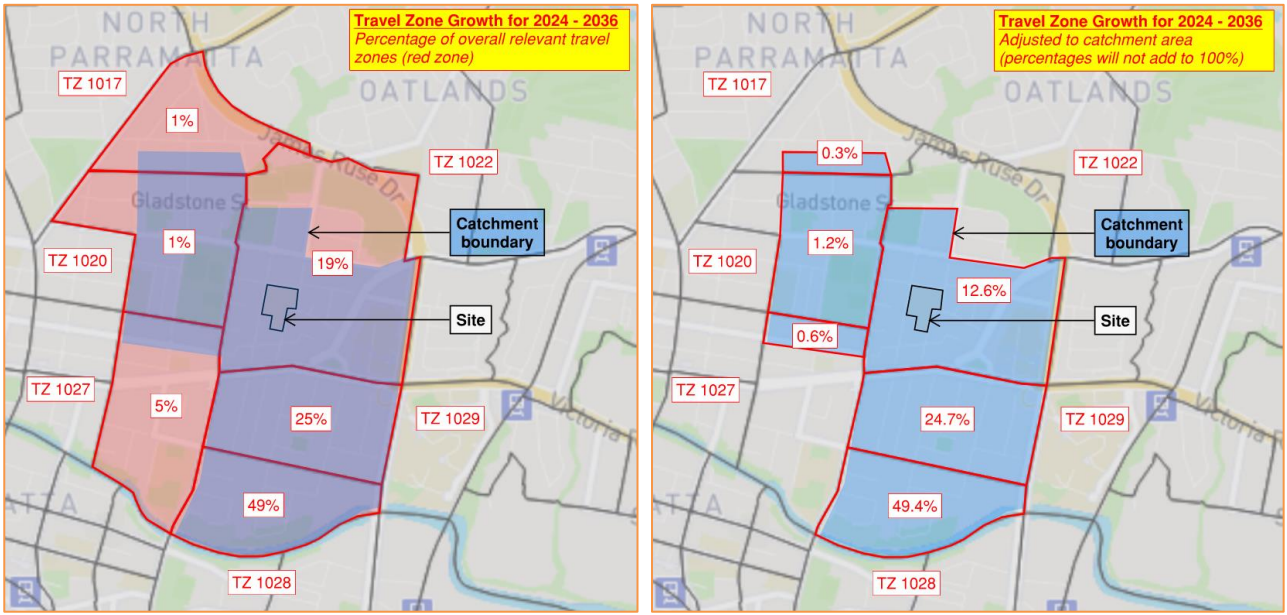 Travel Zone Growth for 2024 - 2036
Percentage of overall relevant travel
zones (red zone)
NORTH
PARRAMATTA
TZ 1017
OATLANDS
1%
James Ruse Dr
TZ 1022
Gladstone S
Catchment
boundary
1%
19%
TZ 1020
Site
TZ 1027
5%
25%
TZ 1029
Victoria R
49%
ATTA
TZ 1028
Travel Zone Growth for 2024 - 2036
Adjusted to catchment area
(percentages will not add to 100%)
NORTH
PARRAMATTA
TZ 1017
OATLANDS
0.3%
James Ruse Dr
TZ 1022
Gladstone S
Catchment
boundary
1.2%
TZ 1020
12.6%
Site
0.6%
TZ 1027
24.7%
TZ 1029
Victoria R
49.4%
ATTA
TZ 1028